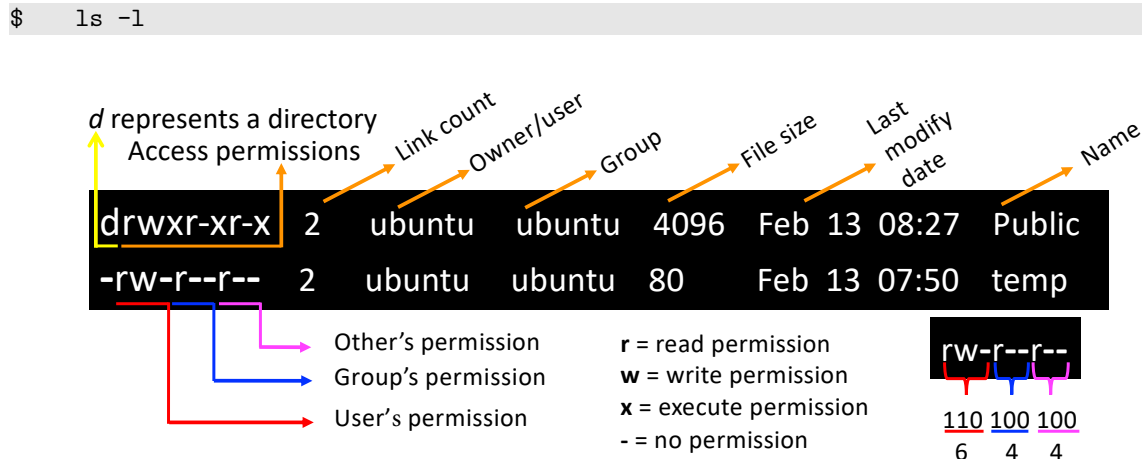 $ ls -l
d represents a directory
Access permissions
Link count
Owner/user
Group
File size
Last
modify
date
Name
drwxr-xr-x 2 ubuntu ubuntu 4096 Feb 13 08:27 Public
-rw-r--r-- 2 ubuntu ubuntu 80 Feb 13 07:50 temp
Other's permission
Group's permission
User's permission
r = read permission
w = write permission
x = execute permission
- = no permission
rw-r--r--
110 100 100
6 4 4